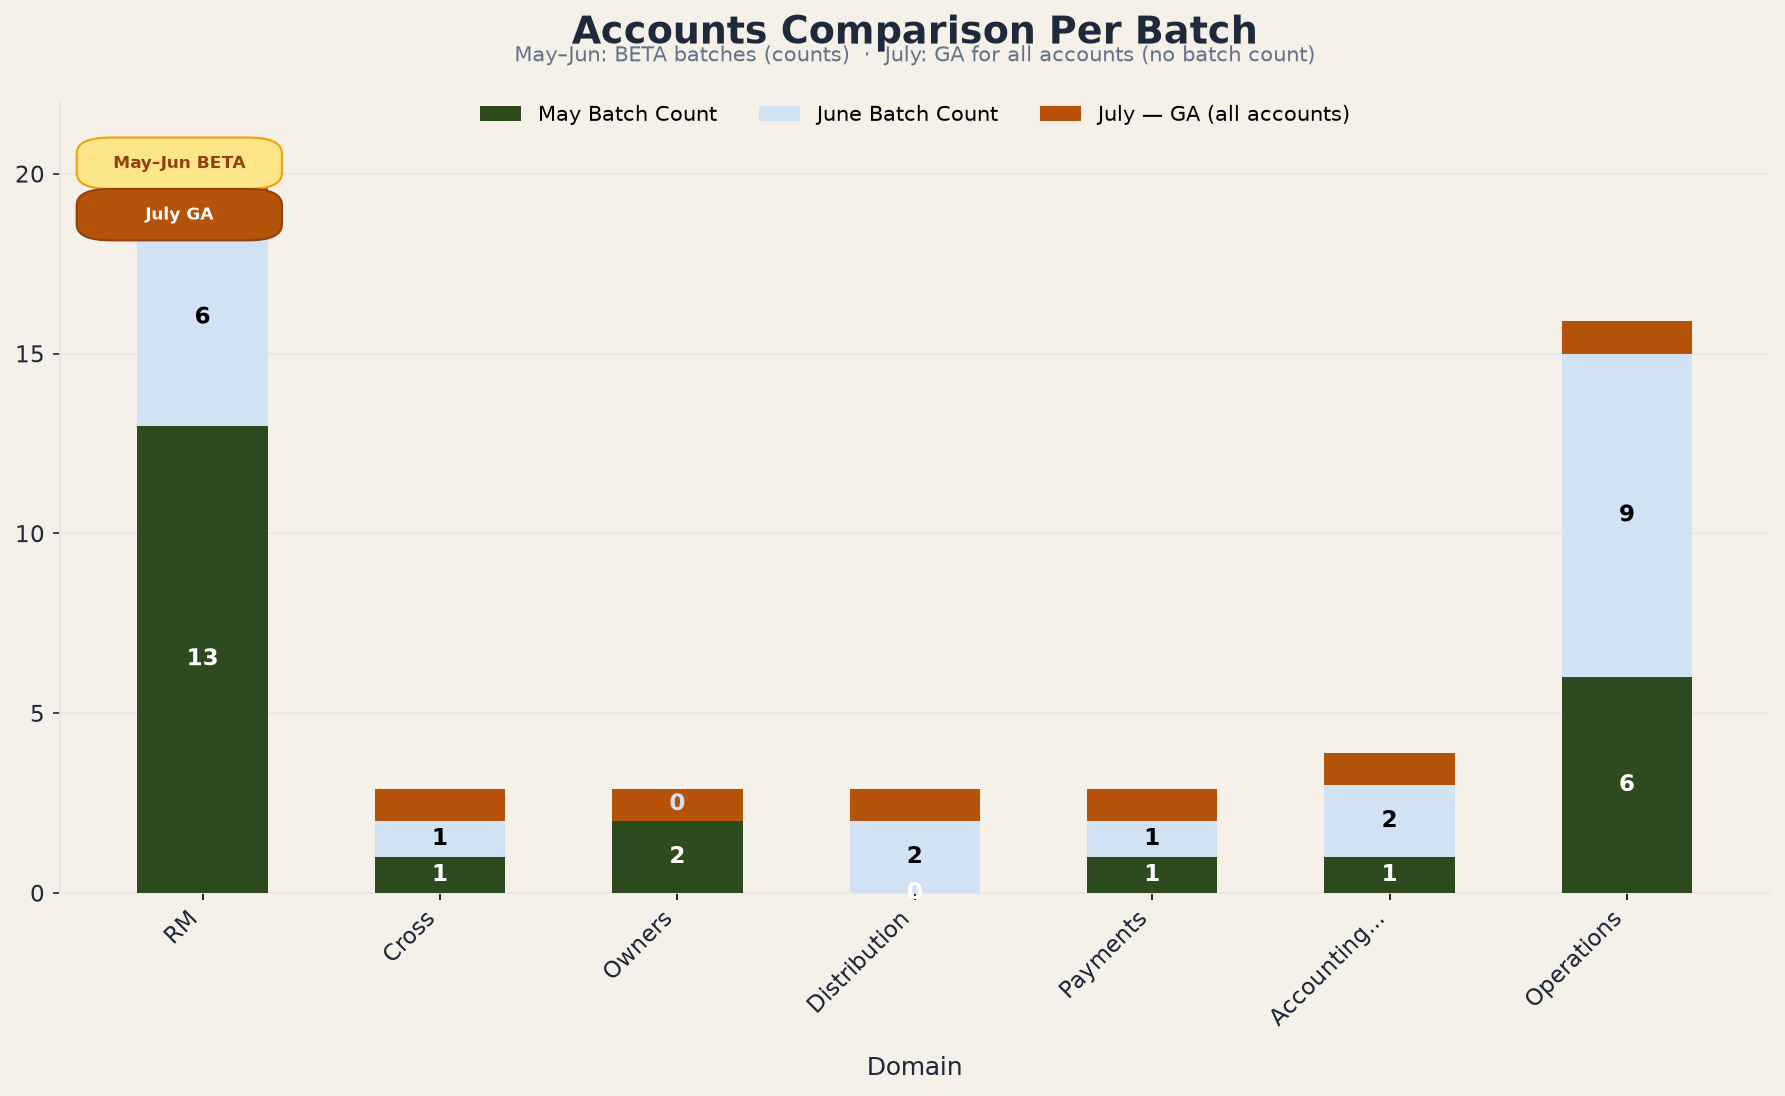 Accounts Comparison Per Batch
May–Jun: BETA batches (counts) · July: GA for all accounts (no batch count)
May Batch Count
June Batch Count
July — GA (all accounts)
May–Jun BETA
July GA
20
15
10
5
0
6
13
1
1
0
2
2
0
1
1
2
1
9
6
RM
Cross
Owners
Distribution
Payments
Accounting...
Operations
Domain